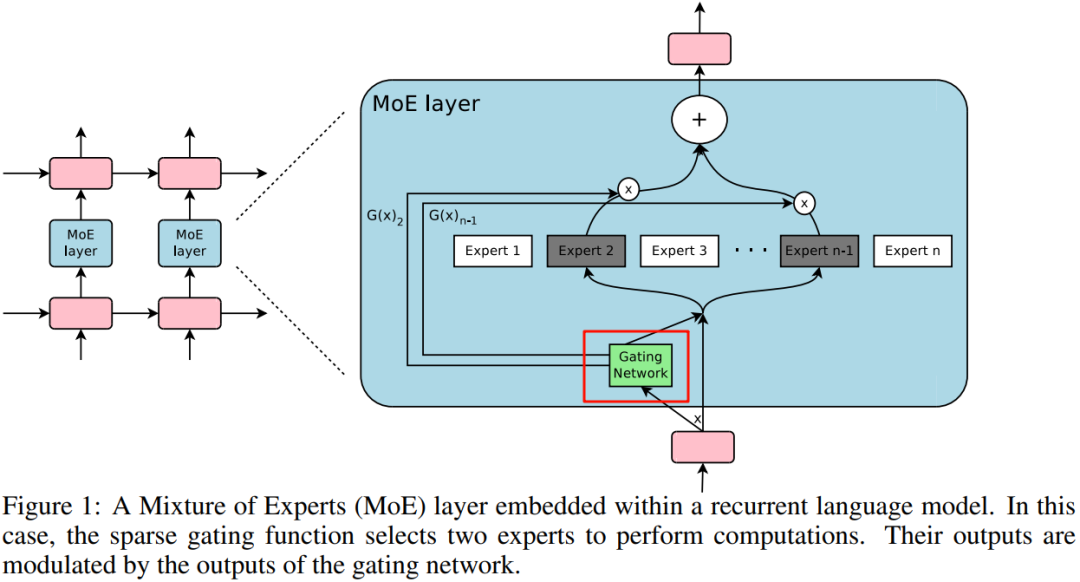 MoE layer
+
x
x
G(x)2
G(x)n-1
MoE
layer
MoE
layer
Expert 1
Expert 2
Expert 3
. . .
Expert n-1
Expert n
Gating
Network
x
Figure 1: A Mixture of Experts (MoE) layer embedded within a recurrent language model. In this
case, the sparse gating function selects two experts to perform computations. Their outputs are
modulated by the outputs of the gating network.